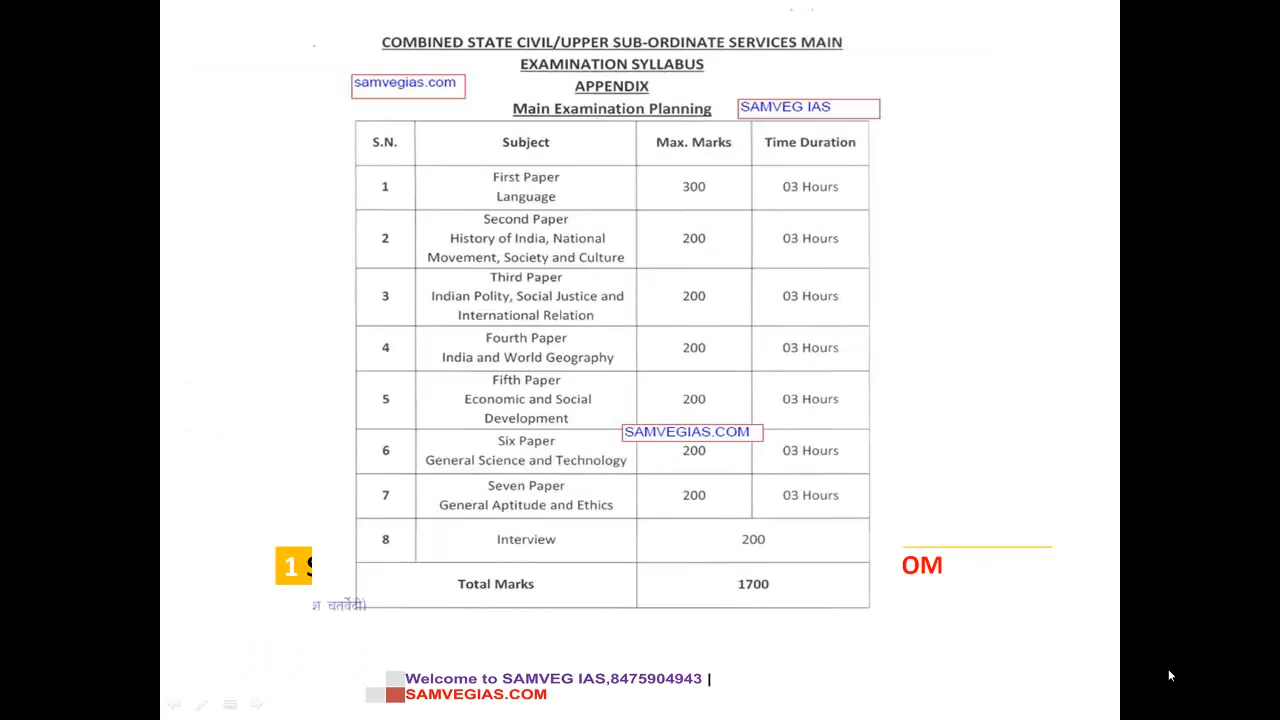 COMBINED STATE CIVIL/UPPER SUB-ORDINATE SERVICES MAIN
EXAMINATION SYLLABUS
samvegias.com
APPENDIX
Main Examination Planning
SAMVEG IAS
S.N. Subject Max. Marks Time Duration
1 First Paper
Language 300 03 Hours
2 Second Paper
History of India, National
Movement, Society and Culture 200 03 Hours
3 Third Paper
Indian Polity, Social Justice and
International Relation 200 03 Hours
4 Fourth Paper
India and World Geography 200 03 Hours
5 Fifth Paper
Economic and Social
Development 200 03 Hours
SAMVEGIAS.COM
6 Six Paper
General Science and Technology 200 03 Hours
7 Seven Paper
General Aptitude and Ethics 200 03 Hours
8 Interview 200
1
OM
Total Marks 1700
चतुर्वेदी)
Welcome to SAMVEG IAS,8475904943 |
SAMVEGIAS.COM